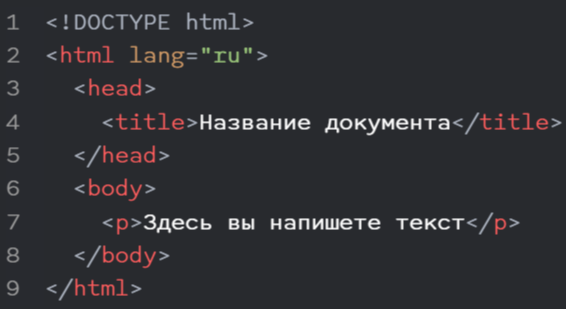 1 <!DOCTYPE html>
2 <html lang="ru">
3 <head>
4 <title>Название документа</title>
5 </head>
6 <body>
7 <p>Здесь вы напишете текст</p>
8 </body>
9 </html>